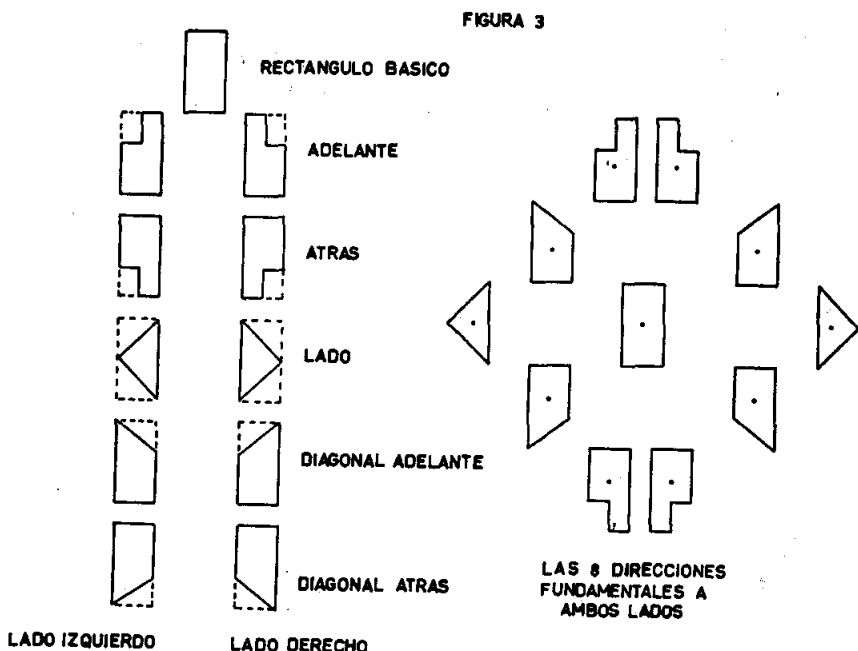 FIGURA 3
RECTANGULO BASICO
ADELANTE
ATRAS
LADO
DIAGONAL ADELANTE
DIAGONAL ATRAS
LADO IZQUIERDO
LADO DERECHO
LAS 8 DIRECCIONES
FUNDAMENTALES A
AMBOS LADOS